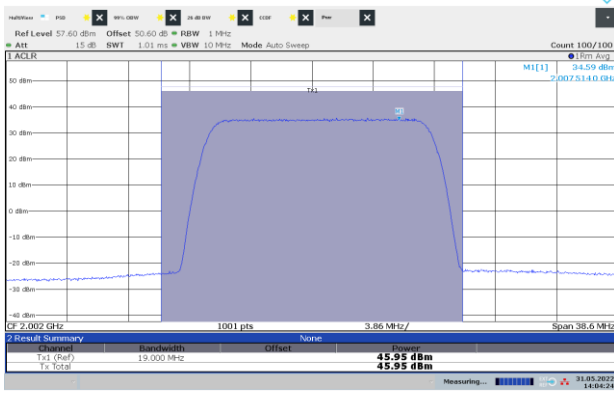 MultiView PSD X 99% OBW X 26 dB BW X CCDF X Pwr X
Ref Level 57.60 dBm Offset 50.60 dB RBW 1 MHz
Att 15 dB SWT 1.01 ms VBW 10 MHz Mode Auto Sweep Count 100/100
1 ACLR 1Rm Avg
M1[1] 34.59 dBm
2.0075140 GHz
Tx1
50 dBm
40 dBm
M1
30 dBm
20 dBm
10 dBm
0 dBm
-10 dBm
-20 dBm
-30 dBm
-40 dBm
CF 2.002 GHz 1001 pts 3.86 MHz/ Span 38.6 MHz
2 Result Summary None
Channel Bandwidth Offset Power
Tx1 (Ref) 19.000 MHz 45.95 dBm
Tx Total 45.95 dBm
Measuring... 31.05.2022
14:04:24